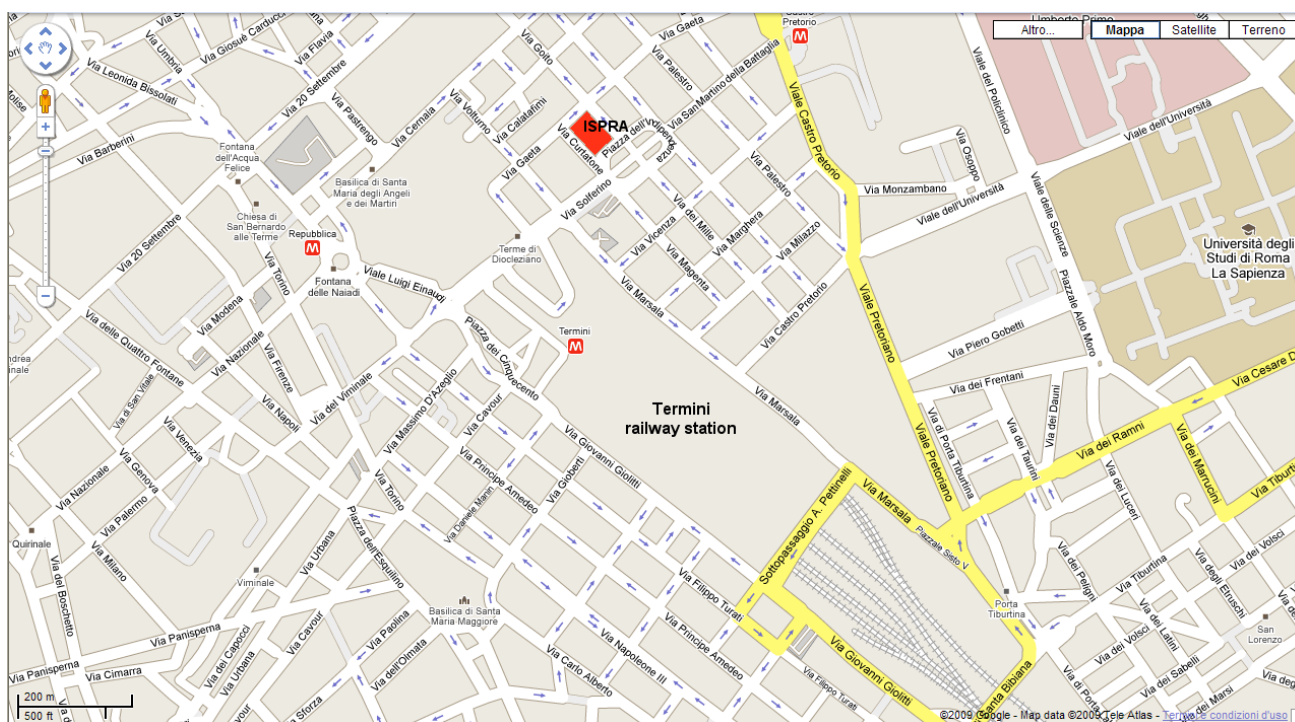 Altro...
Mappa
Satellite
Terreno
Umberto Primo
Castro
Pretorio
M
Via Giosuè Carducci
Via Umbria
Via Flavia
Via Leonida Bissolati
Via 20 Settembre
Via Pastrengo
Via Cernaia
Via Volturno
Via Calatafimi
Via Goito
Via Gaeta
Via Palestro
Via San Martino della Battaglia
Viale Castro Pretorio
Viale del Policlinico
Viale dell'Università
Molise
Via Barberini
Fontana
dell'Acqua
Felice
ISPRA
Via Curtatone
Piazza dell'Indipendenza
Via Gaeta
Basilica di Santa
Maria degli Angeli
e dei Martiri
Chiesa di
San Bernardo
alle Terme
Repubblica
M
Via Solferino
Via Palestro
Via Monzambano
Via Osoppo
Viale dell'Università
Viale delle Scienze
Via 20 Settembre
Via Torino
Fontana
delle Naiadi
Viale Luigi Einaudi
Terme di
Diocleziano
Via Vicenza
Via dei Mille
Via Marghera
Via Milazzo
Via Magenta
Università degli
Studi di Roma
La Sapienza
Via Modena
Via Nazionale
Via delle Quattro Fontane
Via Firenze
Via di San Vitale
Via Napoli
Via del Viminale
Via Massimo D'Azeglio
Piazza dei Cinquecento
Termini
M
Via Marsala
Via Castro Pretorio
Viale Pretoriano
Piazzale Aldo Moro
Via Piero Gobetti
Via Cesare D
Andrea
Via Venezia
Via Genova
Via Nazionale
Via Palermo
Via Cavour
Termini
railway station
Via Marsala
Via dei Frentani
Via dei Dauni
Via di Porta Tiburtina
Via dei Taurini
Via dei Ramni
Via dei Marrucini
Via Tiburti
Via Principe Amedeo
Via Gioberti
Via Giovanni Giolitti
Via Daniele Manin
Via Torino
Piazza dell'Esquilino
Viale Pretoriano
Via Marsala
Sottopassaggio A. Pettinelli
Piazzale Sisto V
Via dei Luceri
Quirinale
Via Milano
Via del Boschetto
Viminale
Via Urbana
Via Filippo Turati
Via dei Peligni
Via Tiburtina
Via dei Volsci
Via degli Etruschi
Porta
Tiburtina
San
Lorenzo
Basilica di Santa
Maria Maggiore
Via Panisperna
Via dei Capocci
Via Cavour
Via Paolina
Via dell'Olmata
Via Principe Amedeo
Via Napoleone III
Via Carlo Alberto
Via Giovanni Giolitti
Via Filippo Turati
Via dei Volsci
Via dei Latini
Via dei Sabelli
Via dei Marsi
Via Panisperna
Via Cimarra
Via Urbana
Sforza
anta Bibiana
Via di Porta
200 m
500 ft
©2009 Google - Map data ©2009 Tele Atlas - Termini e condizioni d'uso